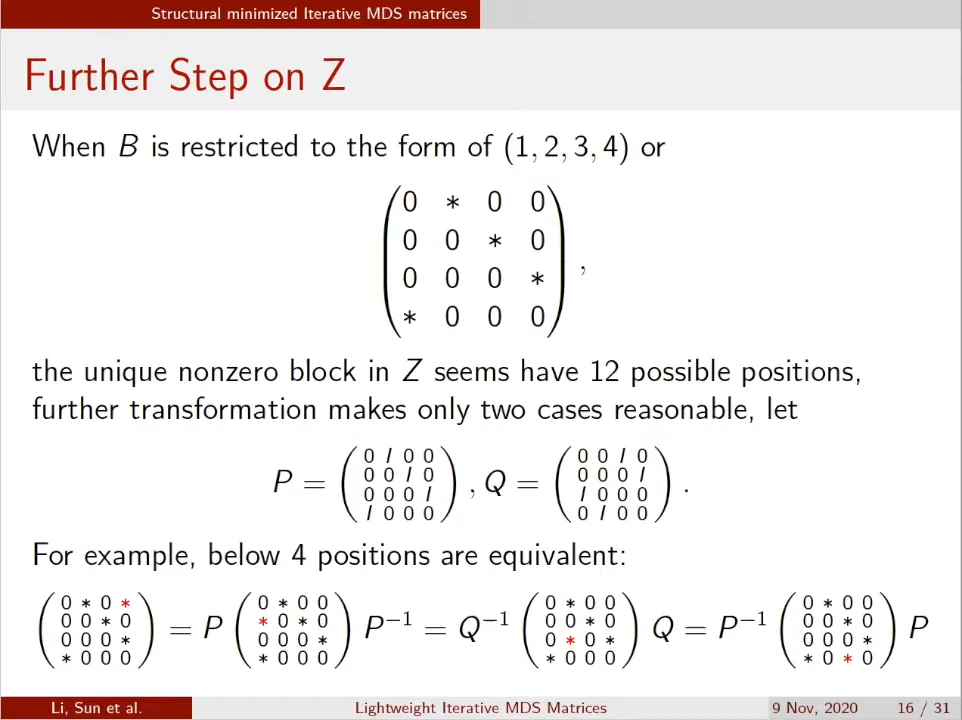 Structural minimized Iterative MDS matrices
Further Step on Z
When B is restricted to the form of (1, 2, 3, 4) or
0 * 0 0
0 0 * 0
0 0 0 *
* 0 0 0 ,
the unique nonzero block in Z seems have 12 possible positions,
further transformation makes only two cases reasonable, let
P = ( 0 I 0 0
0 0 I 0
0 0 0 I
I 0 0 0 ) , Q = ( 0 0 I 0
0 0 0 I
I 0 0 0
0 I 0 0 ) .
For example, below 4 positions are equivalent:
( 0 * 0 *
0 0 * 0
0 0 0 *
* 0 0 0 ) = P ( 0 * 0 0
* 0 * 0
0 0 0 *
* 0 0 0 ) P⁻¹ = Q⁻¹ ( 0 * 0 0
0 0 * 0
0 * 0 *
* 0 0 0 ) Q = P⁻¹ ( 0 * 0 0
0 0 * 0
0 0 0 *
* 0 * 0 ) P
Li, Sun et al. Lightweight Iterative MDS Matrices 9 Nov, 2020 16 / 31